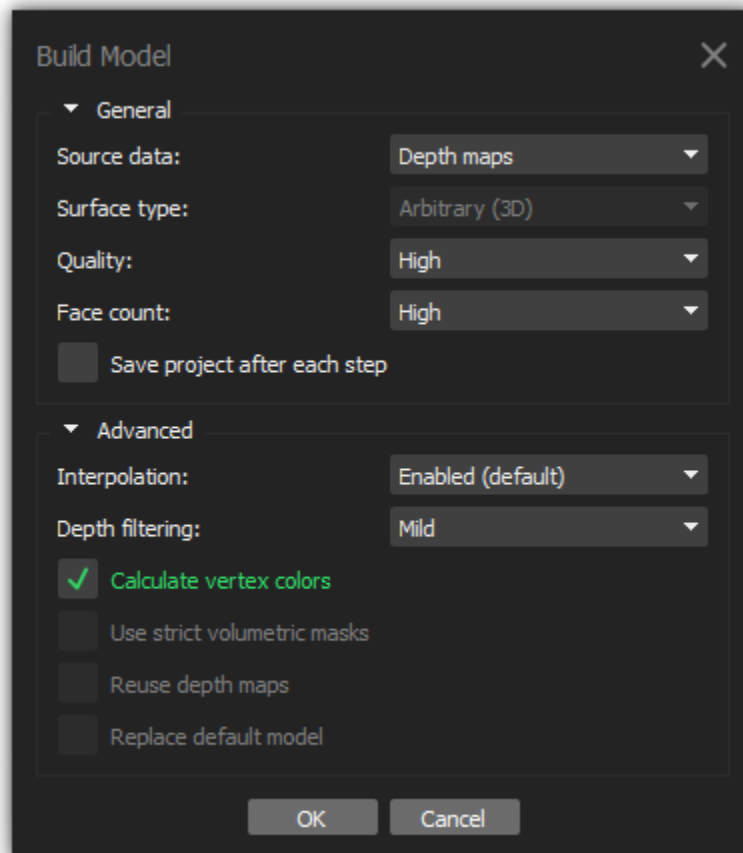 Build Model
General
Source data: Depth maps
Surface type: Arbitrary (3D)
Quality: High
Face count: High
Save project after each step
Advanced
Interpolation: Enabled (default)
Depth filtering: Mild
Calculate vertex colors
Use strict volumetric masks
Reuse depth maps
Replace default model
OK Cancel